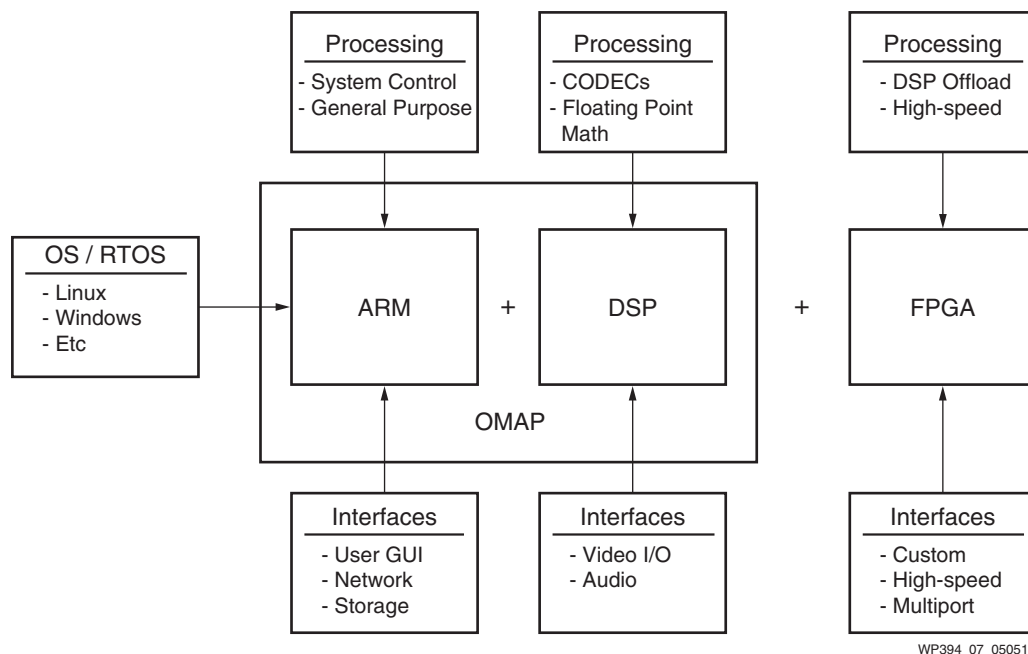 Processing
- System Control
- General Purpose
Processing
- CODECs
- Floating Point
Math
Processing
- DSP Offload
- High-speed
OS / RTOS
- Linux
- Windows
- Etc
ARM
+
DSP
+
FPGA
OMAP
Interfaces
- User GUI
- Network
- Storage
Interfaces
- Video I/O
- Audio
Interfaces
- Custom
- High-speed
- Multiport
WP394_07_05051